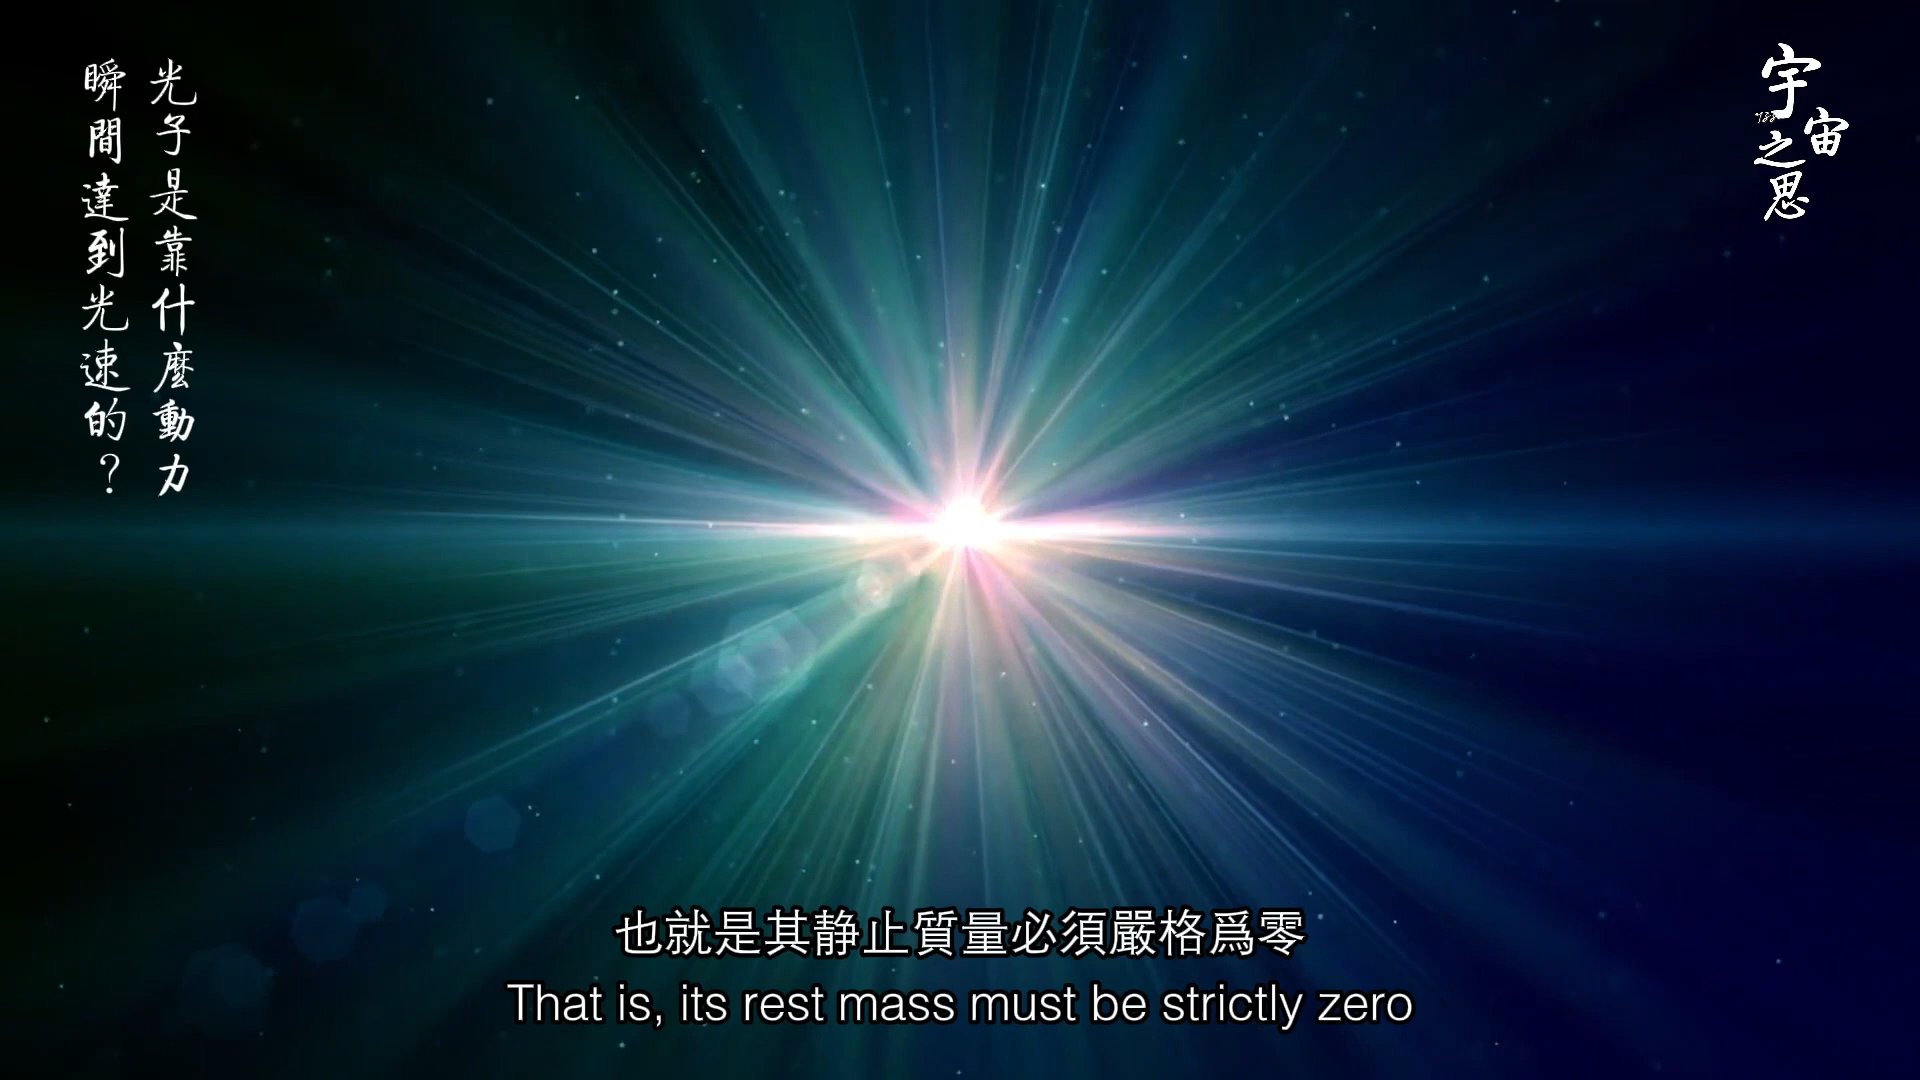 光子是靠什麼動力
瞬間達到光速的？
宇宙之思
也就是其静止質量必須嚴格爲零
That is, its rest mass must be strictly zero